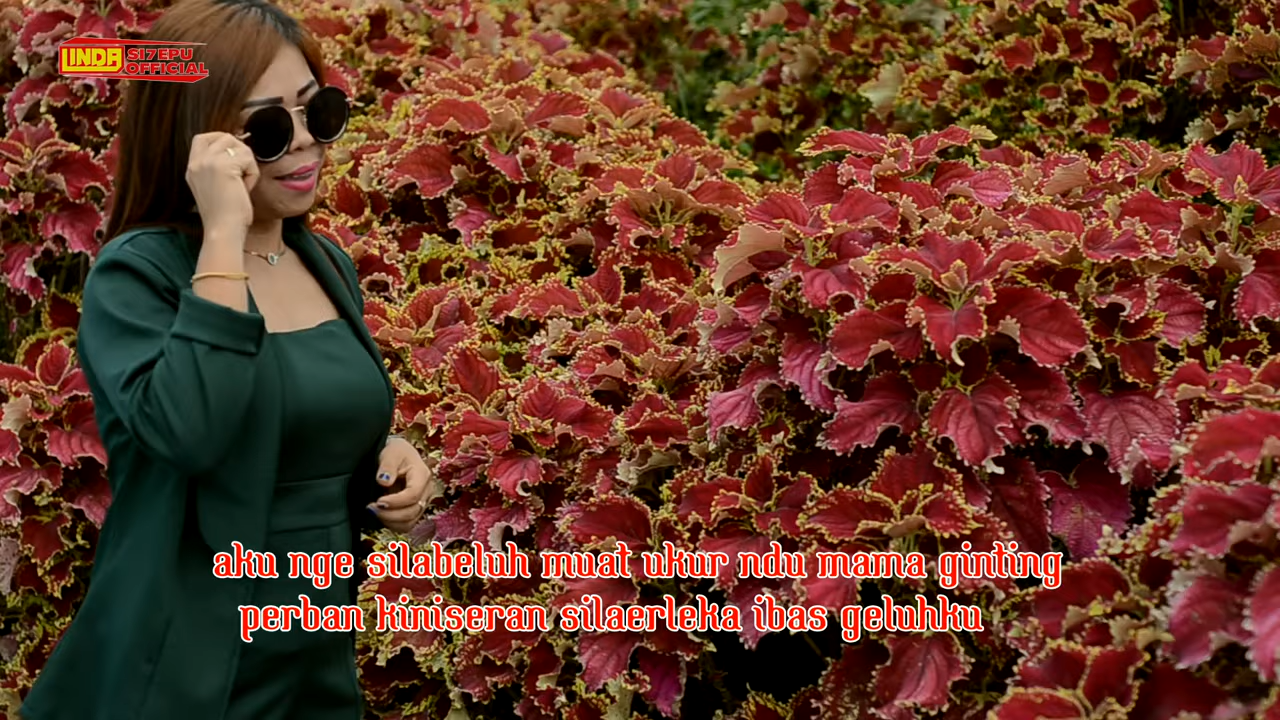 LINDA
SI7EPU
OFFICIAL
aku nge silabeluh muat ukur ndu mama ginting
perban kiniseran silaerleka ibas geluhku